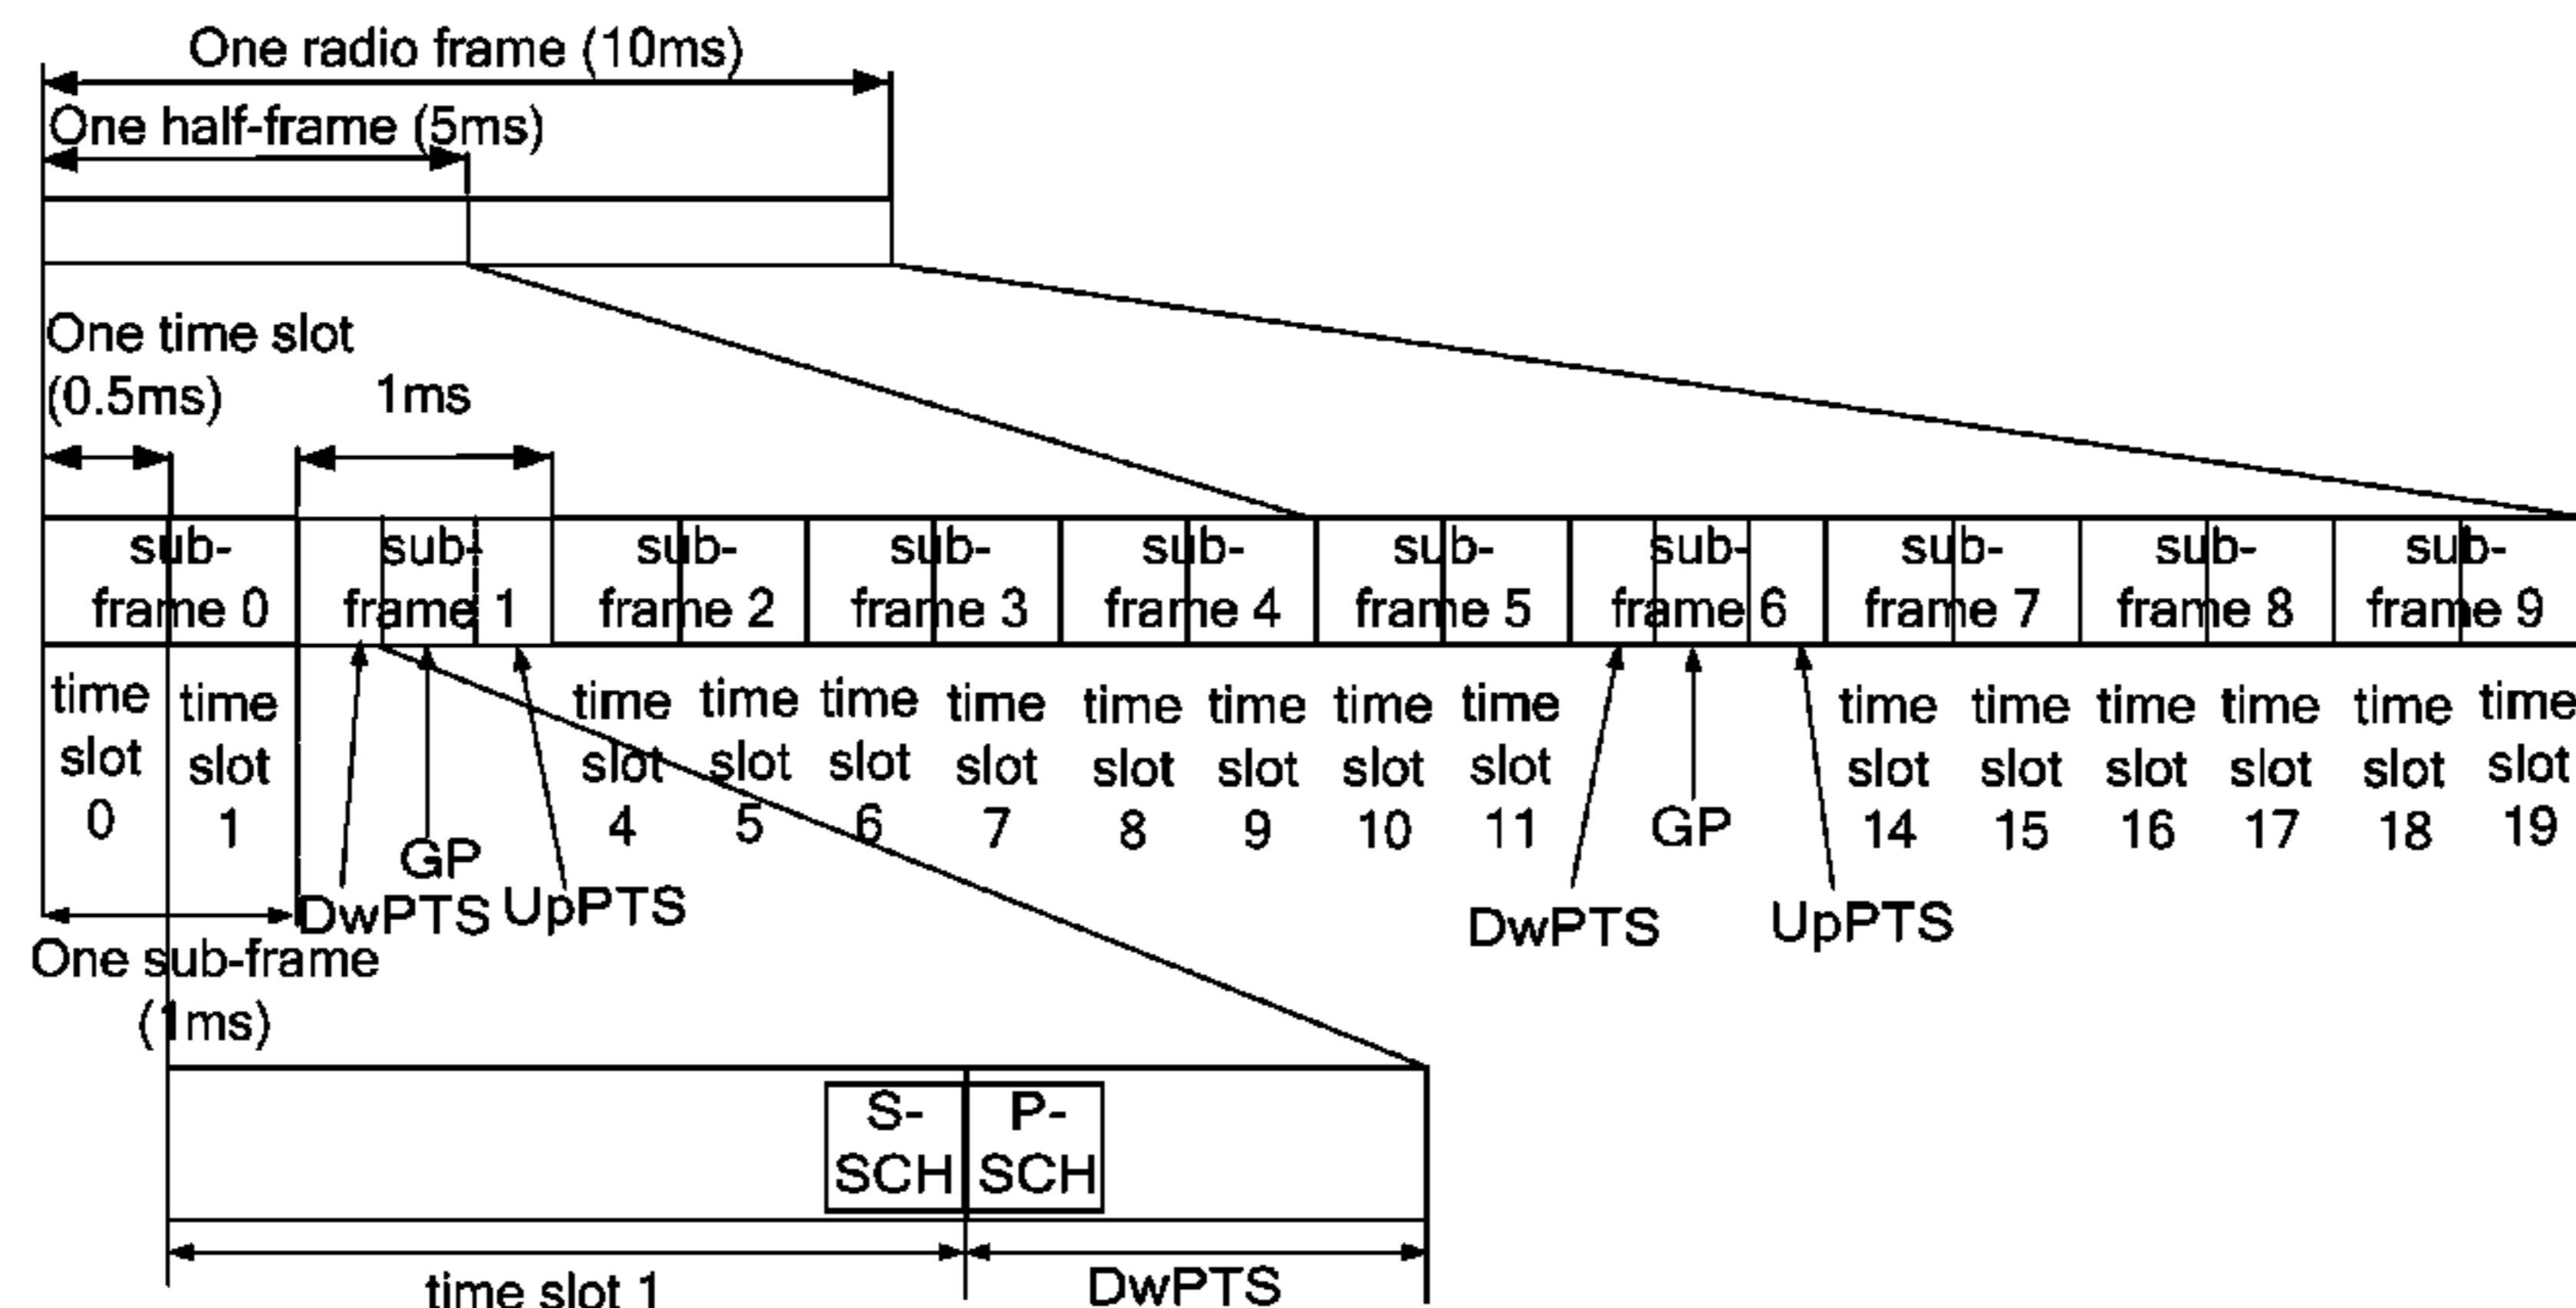 One radio frame (10ms)
One half-frame (5ms)
One time slot
(0.5ms)
1ms
sub-
frame 0
sub-
frame 1
sub-
frame 2
sub-
frame 3
sub-
frame 4
sub-
frame 5
sub-
frame 6
sub-
frame 7
sub-
frame 8
sub-
frame 9
time
slot
0
time
slot
1
DwPTS
GP
UpPTS
time
slot
4
time
slot
5
time
slot
6
time
slot
7
time
slot
8
time
slot
9
time
slot
10
time
slot
11
DwPTS
GP
UpPTS
time
slot
14
time
slot
15
time
slot
16
time
slot
17
time
slot
18
time
slot
19
One sub-frame
(1ms)
S-
SCH
P-
SCH
time slot 1
DwPTS